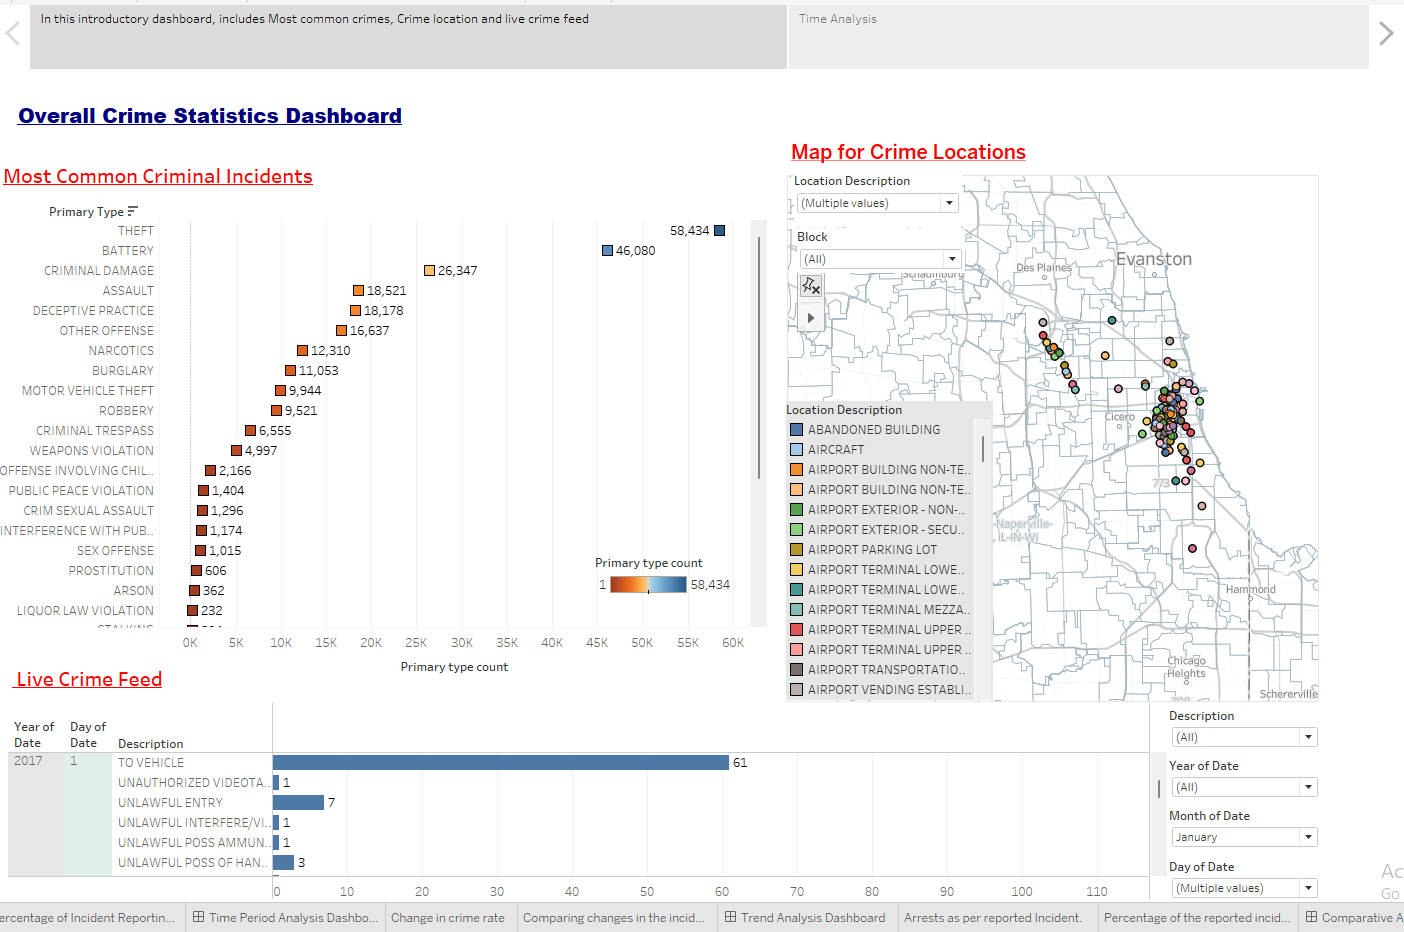 In this introductory dashboard, includes Most common crimes, Crime location and live crime feed
Time Analysis
Overall Crime Statistics Dashboard
Most Common Criminal Incidents
Primary Type
THEFT 58,434
BATTERY 46,080
CRIMINAL DAMAGE 26,347
ASSAULT 18,521
DECEPTIVE PRACTICE 18,178
OTHER OFFENSE 16,637
NARCOTICS 12,310
BURGLARY 11,053
MOTOR VEHICLE THEFT 9,944
ROBBERY 9,521
CRIMINAL TRESPASS 6,555
WEAPONS VIOLATION 4,997
OFFENSE INVOLVING CHIL.. 2,166
PUBLIC PEACE VIOLATION 1,404
CRIM SEXUAL ASSAULT 1,296
INTERFERENCE WITH PUB.. 1,174
SEX OFFENSE 1,015
PROSTITUTION 606
ARSON 362
LIQUOR LAW VIOLATION 232
Primary type count
1 58,434
0K 5K 10K 15K 20K 25K 30K 35K 40K 45K 50K 55K 60K
Primary type count
Map for Crime Locations
Location Description
(Multiple values)
Block
(All)
Schaumburg
Des Plaines
Evanston
Cicero
773
Naperville-
IL-IN-WI
Hammond
Chicago
Heights
Schererville
Location Description
ABANDONED BUILDING
AIRCRAFT
AIRPORT BUILDING NON-TE..
AIRPORT BUILDING NON-TE..
AIRPORT EXTERIOR - NON-..
AIRPORT EXTERIOR - SECU..
AIRPORT PARKING LOT
AIRPORT TERMINAL LOWE..
AIRPORT TERMINAL LOWE..
AIRPORT TERMINAL MEZZA..
AIRPORT TERMINAL UPPER ..
AIRPORT TERMINAL UPPER ..
AIRPORT TRANSPORTATIO..
AIRPORT VENDING ESTABLI..
Live Crime Feed
Year of Date
Day of Date
Description
2017 1 TO VEHICLE 61
UNAUTHORIZED VIDEOTA.. 1
UNLAWFUL ENTRY 7
UNLAWFUL INTERFERE/VI.. 1
UNLAWFUL POSS AMMUN.. 1
UNLAWFUL POSS OF HAN.. 3
0 10 20 30 40 50 60 70 80 90 100 110
Description
(All)
Year of Date
(All)
Month of Date
January
Day of Date
(Multiple values)
Ac
Go
ercentage of Incident Reportin...
Time Period Analysis Dashbo...
Change in crime rate
Comparing changes in the incid...
Trend Analysis Dashboard
Arrests as per reported Incident.
Percentage of the reported incid...
Comparative A